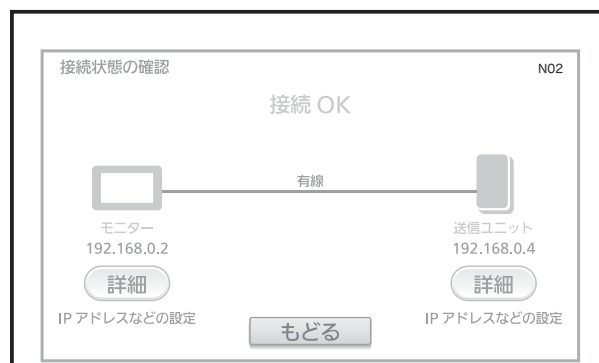 接続状態の確認
N02
接続 OK
有線
モニター
送信ユニット
192.168.0.2
192.168.0.4
詳細
詳細
IP アドレスなどの設定
IP アドレスなどの設定
もどる